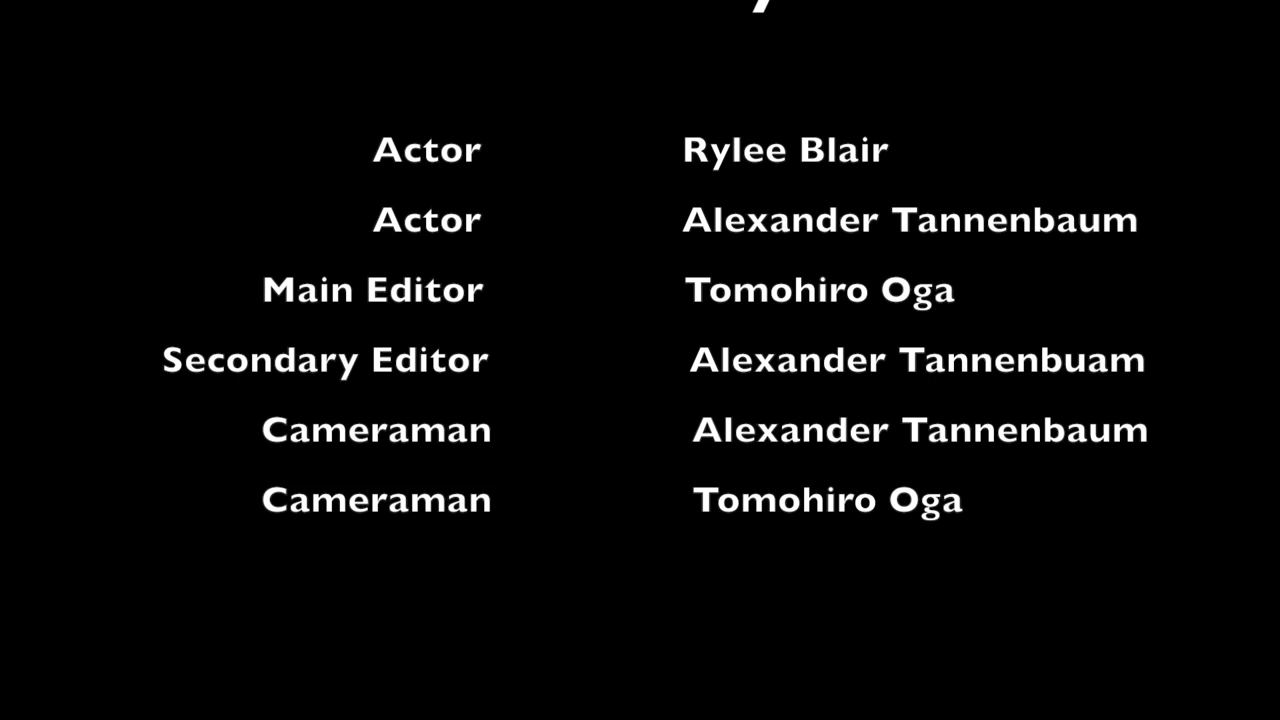 Actor Rylee Blair
Actor Alexander Tannenbaum
Main Editor Tomohiro Oga
Secondary Editor Alexander Tannenbuam
Cameraman Alexander Tannenbaum
Cameraman Tomohiro Oga